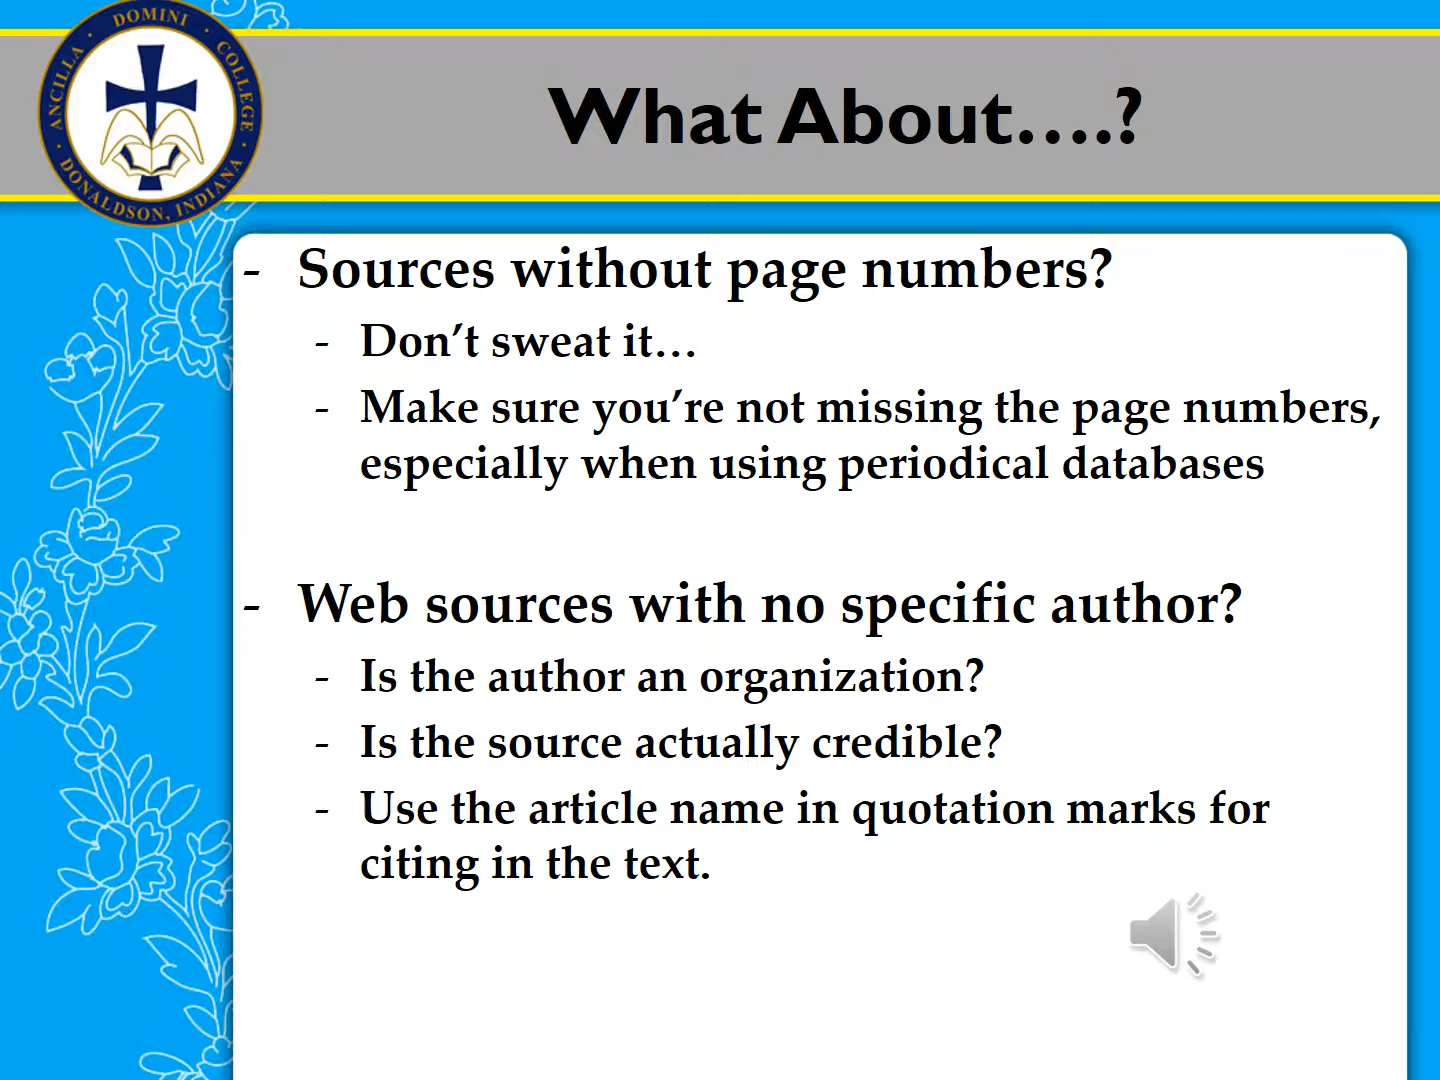 ANCILLA · DOMINI · COLLEGE
· DONALDSON, INDIANA ·
What About….?
- Sources without page numbers?
- Don’t sweat it…
- Make sure you’re not missing the page numbers,
especially when using periodical databases
- Web sources with no specific author?
- Is the author an organization?
- Is the source actually credible?
- Use the article name in quotation marks for
citing in the text.